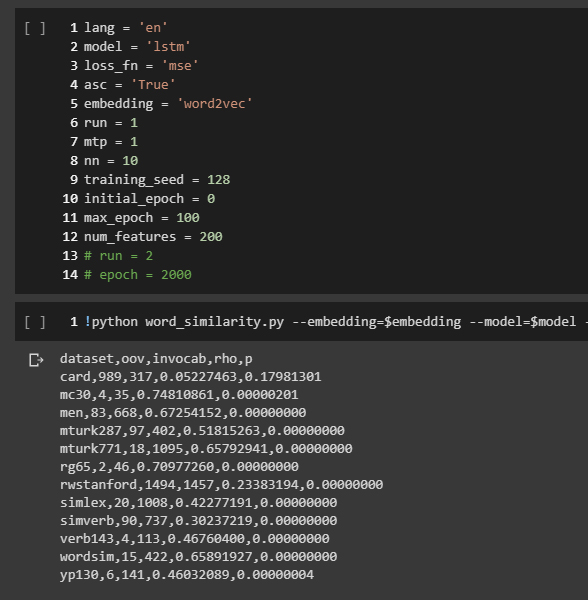 [ ] 1 lang = 'en'
2 model = 'lstm'
3 loss_fn = 'mse'
4 asc = 'True'
5 embedding = 'word2vec'
6 run = 1
7 mtp = 1
8 nn = 10
9 training_seed = 128
10 initial_epoch = 0
11 max_epoch = 100
12 num_features = 200
13 # run = 2
14 # epoch = 2000
[ ] 1 !python word_similarity.py --embedding=$embedding --model=$model -
dataset,oov,invocab,rho,p
card,989,317,0.05227463,0.17981301
mc30,4,35,0.74810861,0.00000201
men,83,668,0.67254152,0.00000000
mturk287,97,402,0.51815263,0.00000000
mturk771,18,1095,0.65792941,0.00000000
rg65,2,46,0.70977260,0.00000000
rwstanford,1494,1457,0.23383194,0.00000000
simlex,20,1008,0.42277191,0.00000000
simverb,90,737,0.30237219,0.00000000
verb143,4,113,0.46760400,0.00000000
wordsim,15,422,0.65891927,0.00000000
yp130,6,141,0.46032089,0.00000004